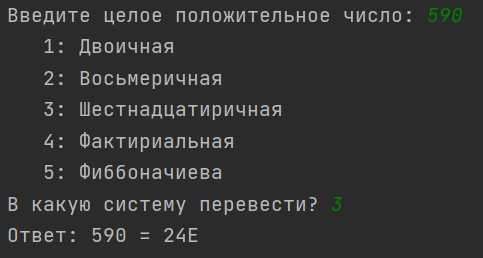 Введите целое положительное число: 590
1: Двоичная
2: Восьмеричная
3: Шестнадцатиричная
4: Фактириальная
5: Фиббоначиева
В какую систему перевести? 3
Ответ: 590 = 24E